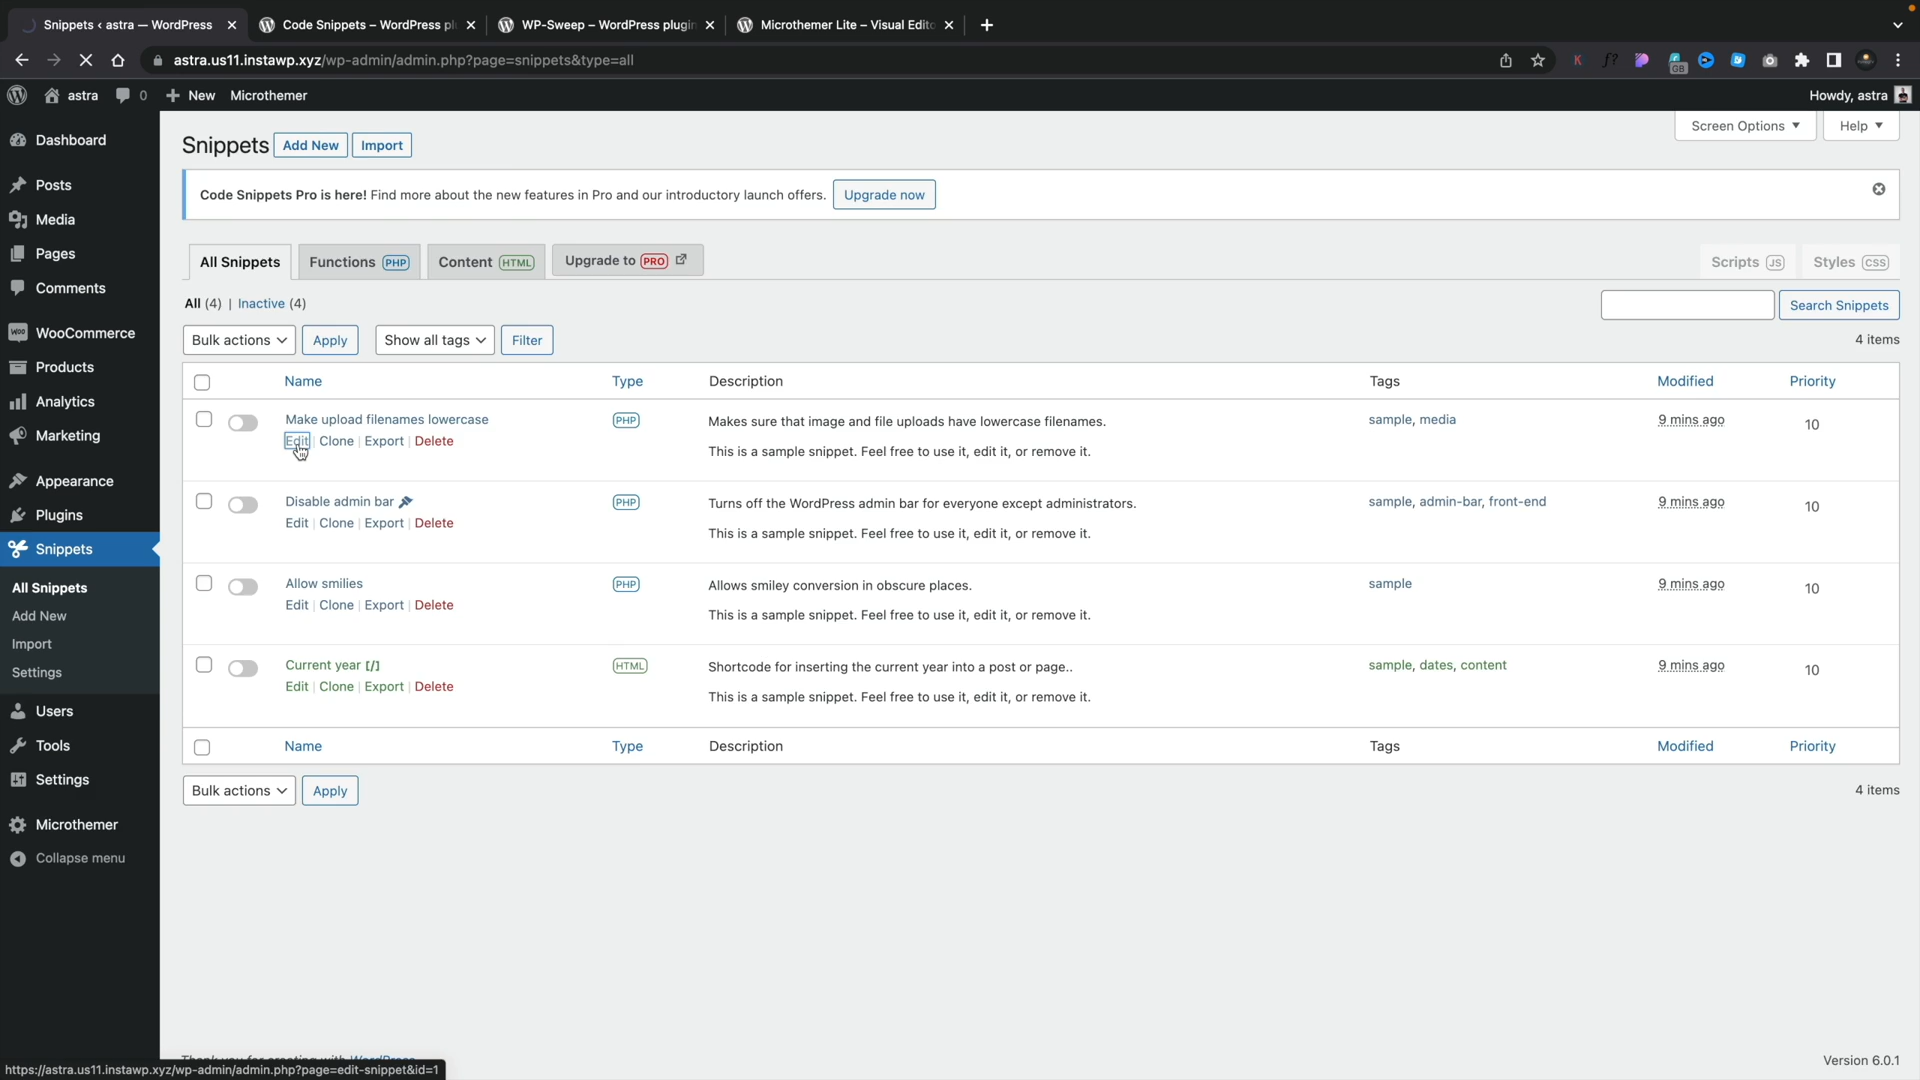 Snippets ‹ astra — WordPress
Code Snippets – WordPress pl
WP-Sweep – WordPress plugin
Microthemer Lite – Visual Edito
astra.us11.instawp.xyz/wp-admin/admin.php?page=snippets&type=all
GB
astra
0
New
Microthemer
Howdy, astra
Dashboard
Posts
Media
Pages
Comments
WooCommerce
Products
Analytics
Marketing
Appearance
Plugins
Snippets
All Snippets
Add New
Import
Settings
Users
Tools
Settings
Microthemer
Collapse menu
Screen Options
Help
Snippets Add New Import
Code Snippets Pro is here! Find more about the new features in Pro and our introductory launch offers. Upgrade now
All Snippets Functions PHP Content HTML Upgrade to PRO Scripts JS Styles CSS
All (4) | Inactive (4)
Search Snippets
Bulk actions Apply Show all tags Filter
4 items
Name Type Description Tags Modified Priority
Make upload filenames lowercase PHP Makes sure that image and file uploads have lowercase filenames. sample, media 9 mins ago 10
Edit | Clone | Export | Delete This is a sample snippet. Feel free to use it, edit it, or remove it.
Disable admin bar PHP Turns off the WordPress admin bar for everyone except administrators. sample, admin-bar, front-end 9 mins ago 10
Edit | Clone | Export | Delete This is a sample snippet. Feel free to use it, edit it, or remove it.
Allow smilies PHP Allows smiley conversion in obscure places. sample 9 mins ago 10
Edit | Clone | Export | Delete This is a sample snippet. Feel free to use it, edit it, or remove it.
Current year [/] HTML Shortcode for inserting the current year into a post or page.. sample, dates, content 9 mins ago 10
Edit | Clone | Export | Delete This is a sample snippet. Feel free to use it, edit it, or remove it.
Name Type Description Tags Modified Priority
Bulk actions Apply
4 items
Thank you for creating with WordPress
Version 6.0.1
https://astra.us11.instawp.xyz/wp-admin/admin.php?page=edit-snippet&id=1